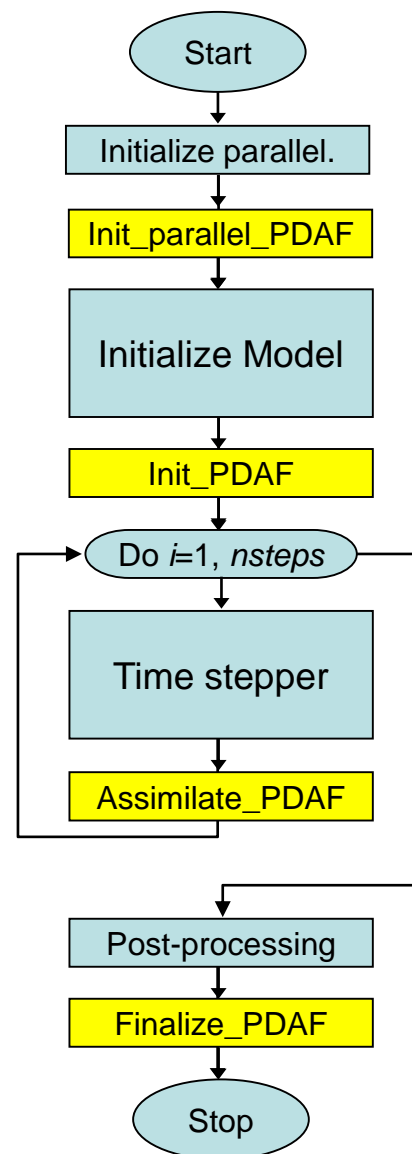 Start
Initialize parallel.
Init_parallel_PDAF
Initialize Model
Init_PDAF
Do i=1, nsteps
Time stepper
Assimilate_PDAF
Post-processing
Finalize_PDAF
Stop